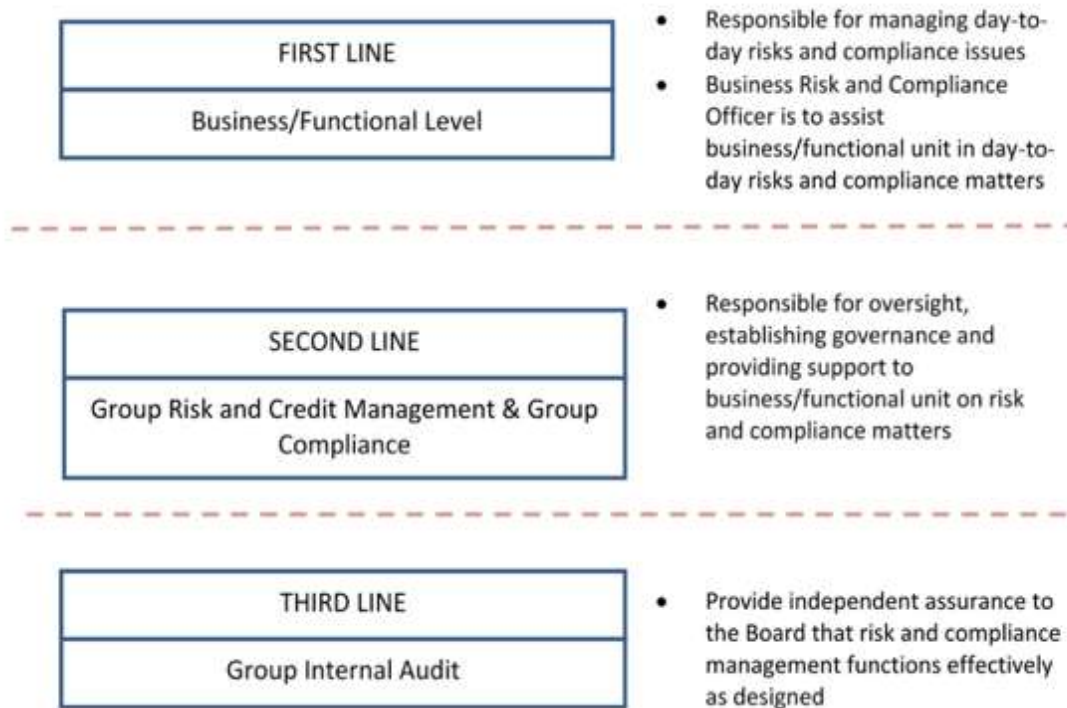 FIRST LINE
Business/Functional Level
• Responsible for managing day-to-
day risks and compliance issues
• Business Risk and Compliance
Officer is to assist
business/functional unit in day-to-
day risks and compliance matters
SECOND LINE
Group Risk and Credit Management & Group
Compliance
• Responsible for oversight,
establishing governance and
providing support to
business/functional unit on risk
and compliance matters
THIRD LINE
Group Internal Audit
• Provide independent assurance to
the Board that risk and compliance
management functions effectively
as designed